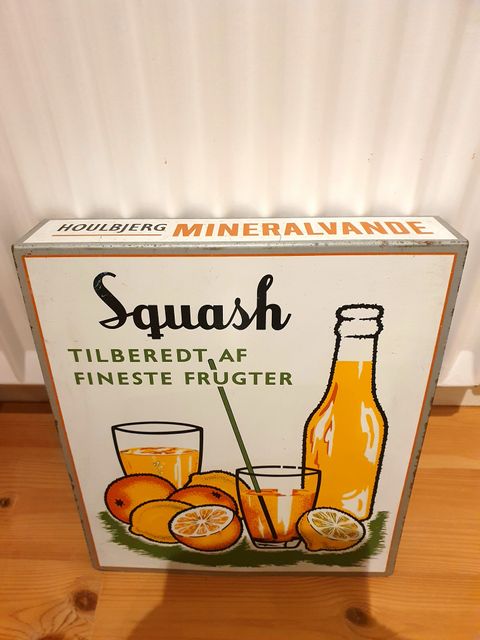 HOULBJERG MINERALVANDE
Squash
TILBEREDT AF
FINESTE FRUGTER